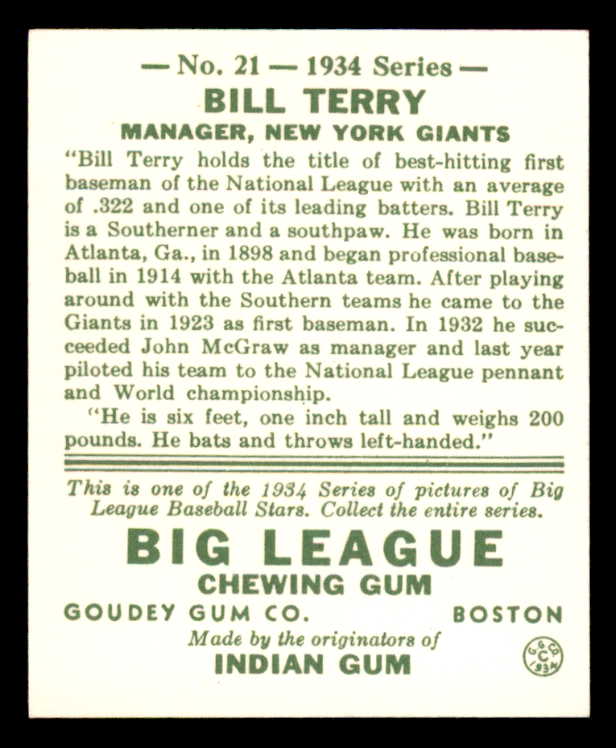 — No. 21 — 1934 Series —
BILL TERRY
MANAGER, NEW YORK GIANTS
"Bill Terry holds the title of best-hitting first
baseman of the National League with an average
of .322 and one of its leading batters. Bill Terry
is a Southerner and a southpaw. He was born in
Atlanta, Ga., in 1898 and began professional base-
ball in 1914 with the Atlanta team. After playing
around with the Southern teams he came to the
Giants in 1923 as first baseman. In 1932 he suc-
ceeded John McGraw as manager and last year
piloted his team to the National League pennant
and World championship.
"He is six feet, one inch tall and weighs 200
pounds. He bats and throws left-handed."
This is one of the 1934 Series of pictures of Big
League Baseball Stars. Collect the entire series.
BIG LEAGUE
CHEWING GUM
GOUDEY GUM CO. BOSTON
Made by the originators of
INDIAN GUM
G. G. CO.
C
1934